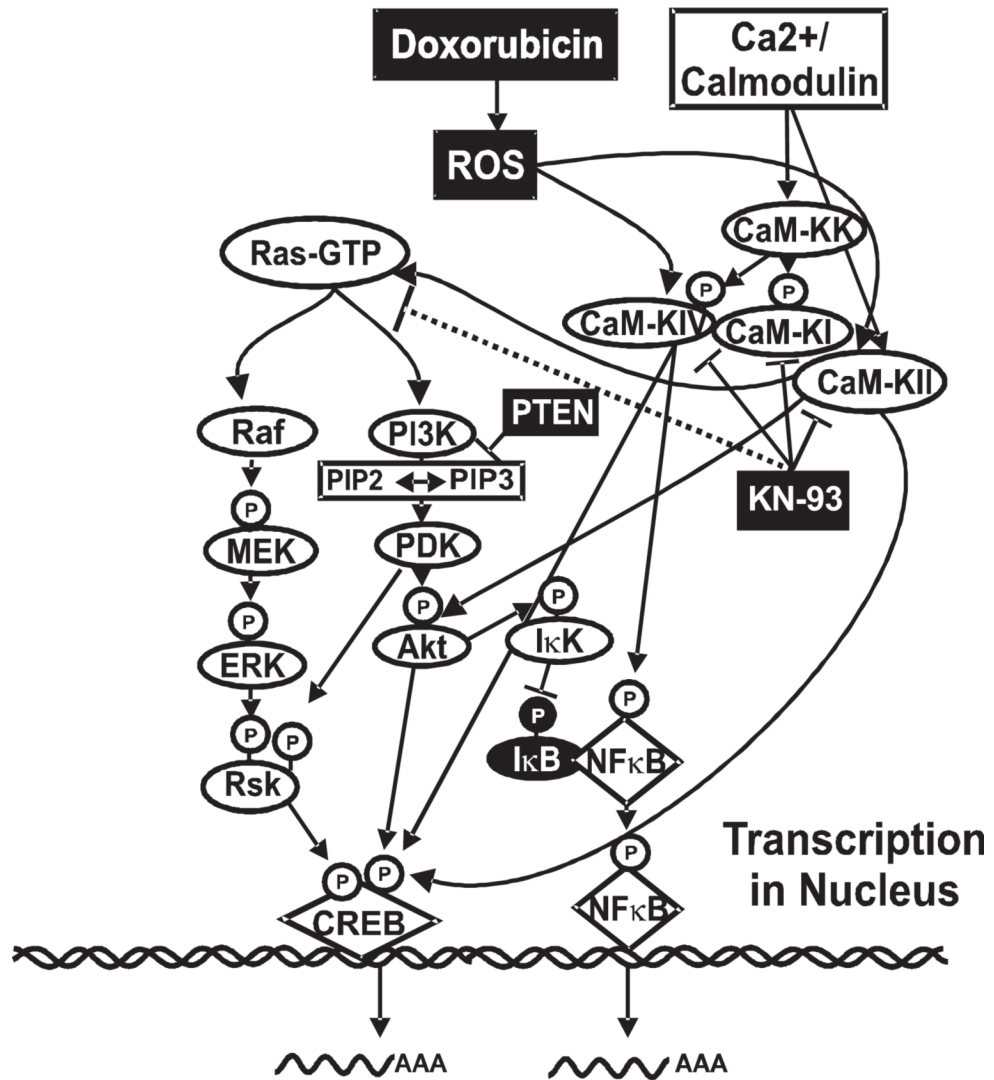 Doxorubicin
Ca2+/
Calmodulin
ROS
CaM-KK
Ras-GTP
P
P
CaM-KIV
CaM-KI
CaM-KII
PTEN
Raf
PI3K
PIP2
PIP3
KN-93
P
MEK
PDK
P
P
P
Akt
IκK
ERK
P
P
P
P
IκB
NFκB
Rsk
Transcription
in Nucleus
P
P
P
CREB
NFκB
AAA
AAA